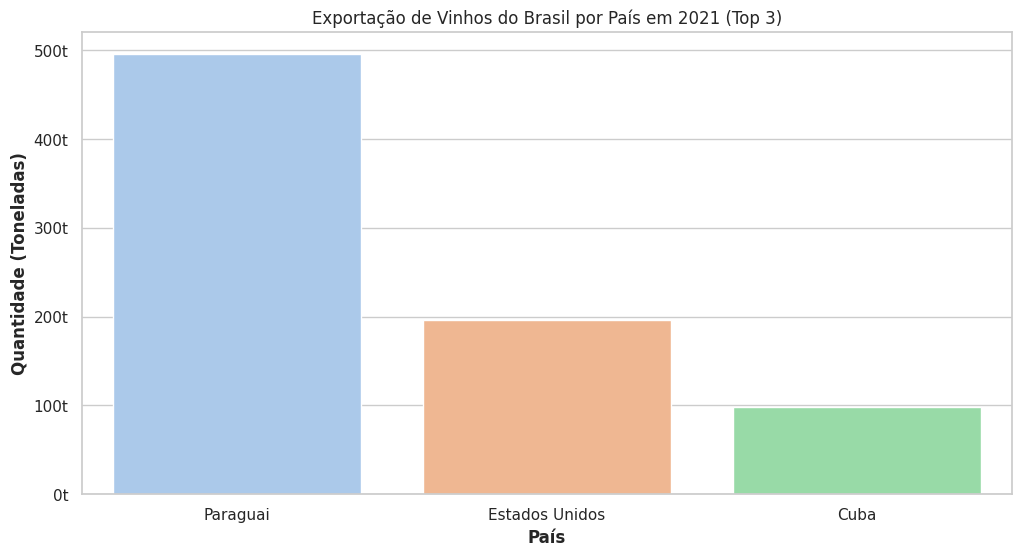 Exportação de Vinhos do Brasil por País em 2021 (Top 3)
Quantidade (Toneladas)
500t
400t
300t
200t
100t
0t
Paraguai
Estados Unidos
Cuba
País